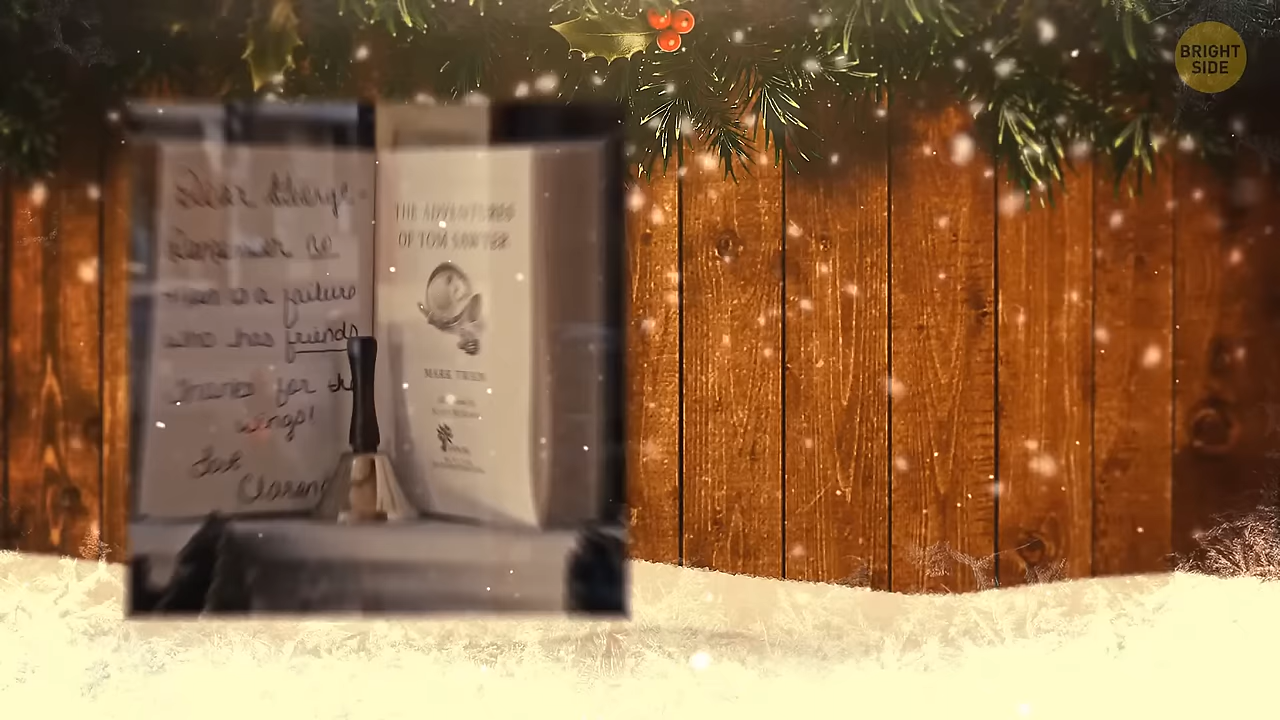 BRIGHT
SIDE
Dear
Remember no
man is a failure
who has friends
Thanks for the
wings!
Love
Claren
THE ADVENTURES
OF TOM SAWYER
MARK TWAIN